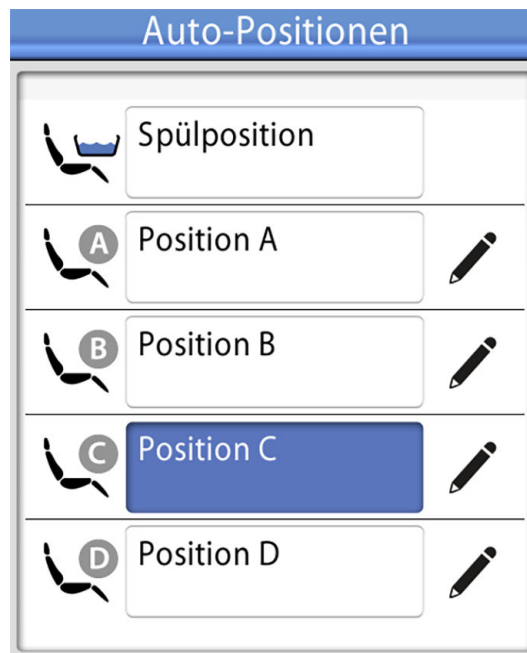 Auto-Positionen
Spülposition
A Position A
B Position B
C Position C
D Position D